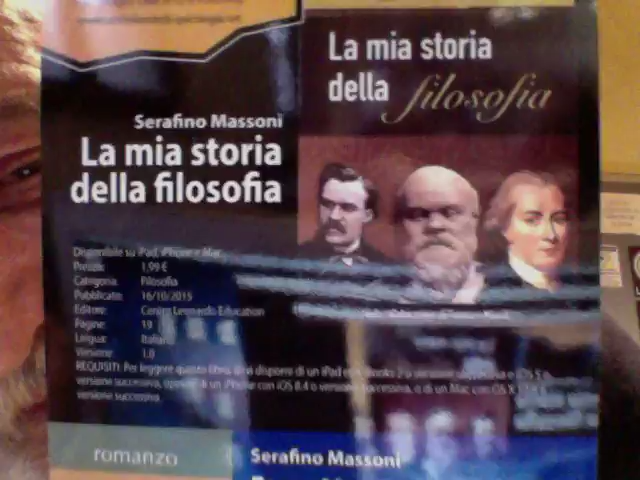 La mia storia
della filosofia
Serafino Massoni
La mia storia
della filosofia
Disponibile su iPad, iPhone e Mac
Prezzo: 1,99 €
Categoria: Filosofia
Pubblicato: 16/10/2015
Editore: Centro Leonardo Education
Pagine: 19
Lingua: Italiano
Versione: 1.0
REQUISITI: Per leggere questo libro, devi disporre di un iPad con iBooks 2 o versione successiva e iOS 5 o
versione successiva, oppure di un iPhone con iOS 8.4 o versione successiva, o di un Mac con OS X
versione successiva.
romanzo
Serafino Massoni